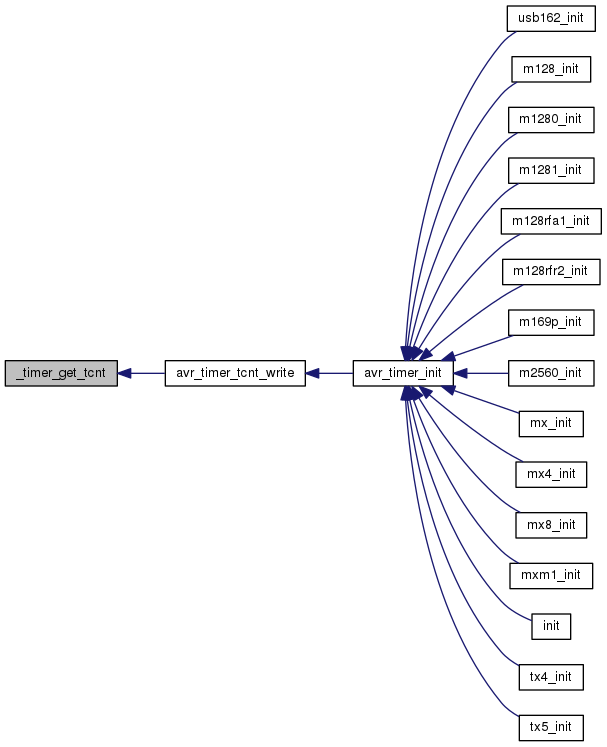 _timer_get_tcnt
avr_timer_tcnt_write
avr_timer_init
usb162_init
m128_init
m1280_init
m1281_init
m128rfa1_init
m128rfr2_init
m169p_init
m2560_init
mx_init
mx4_init
mx8_init
mxm1_init
init
tx4_init
tx5_init